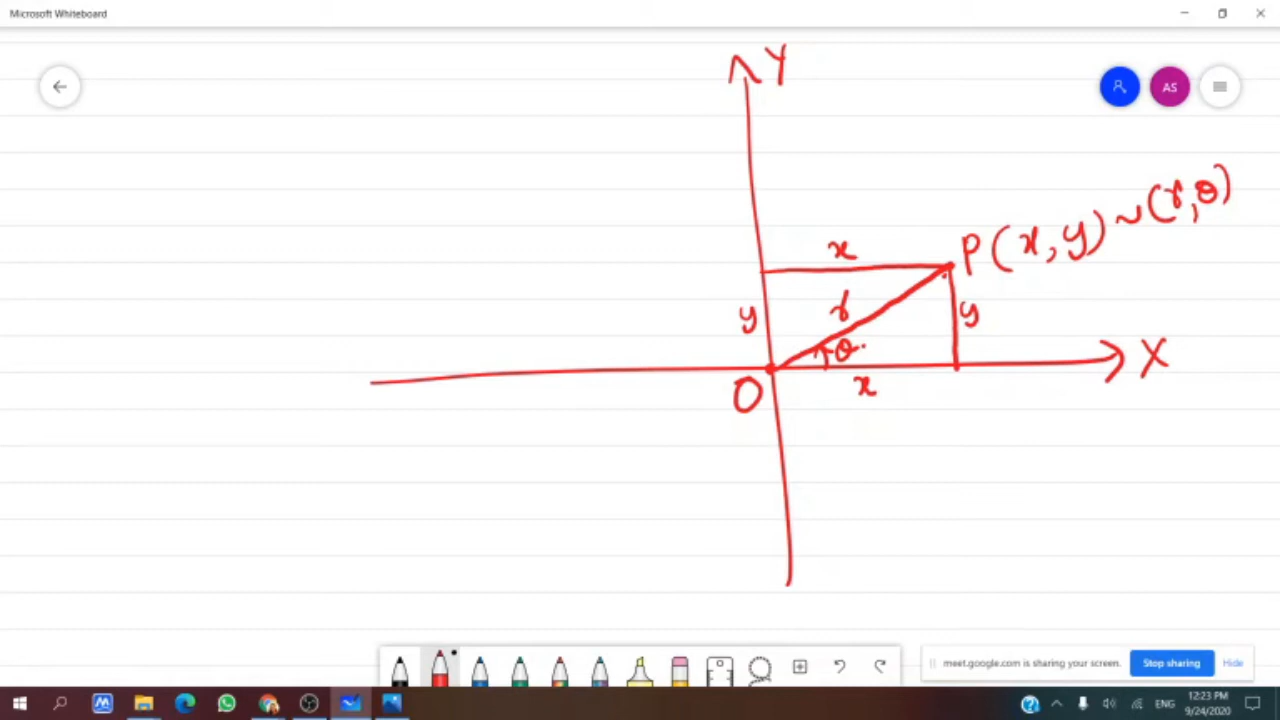 Microsoft Whiteboard
Y
AS
P(x, y) ~ (r, θ)
x
y
r
y
θ
X
O
x
meet.google.com is sharing your screen.
Stop sharing
Hide
ENG
12:23 PM
9/24/2020